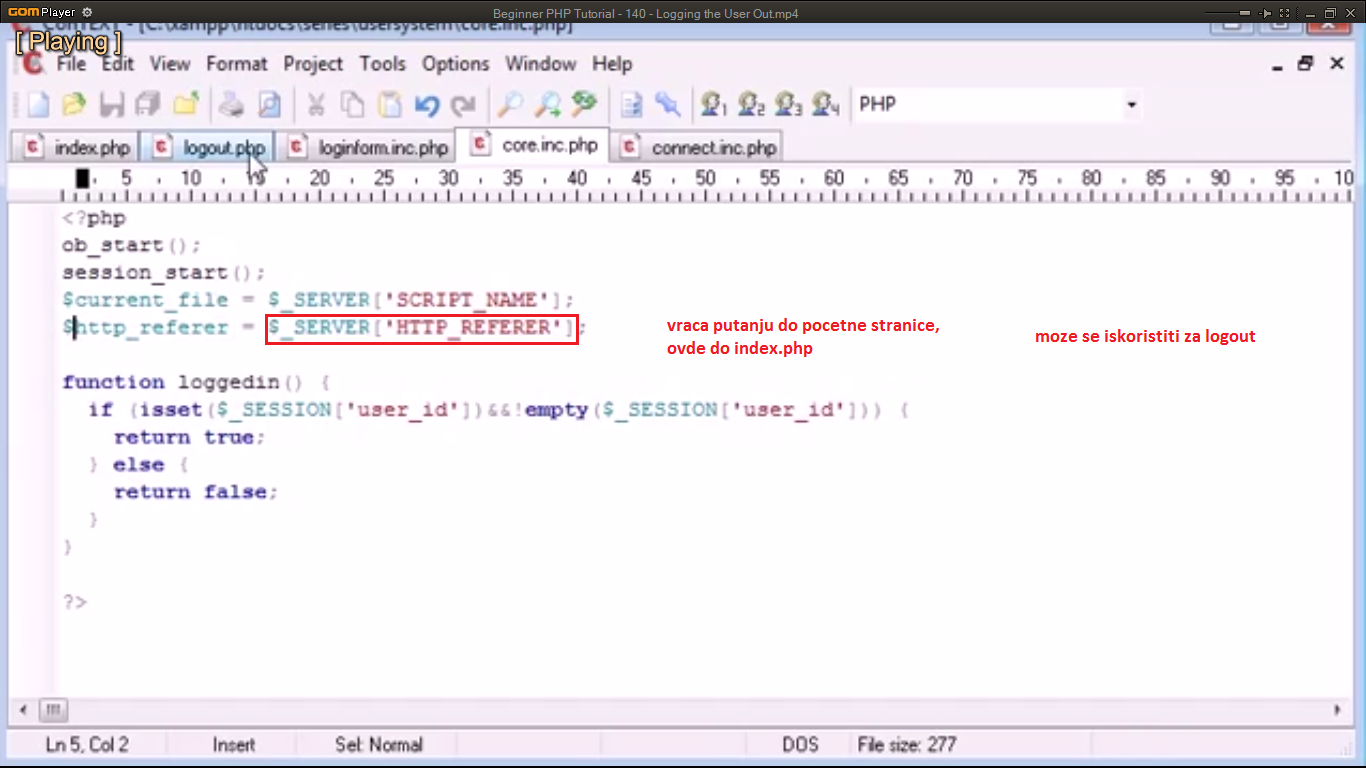 GOM Player
Beginner PHP Tutorial - 140 - Logging the User Out.mp4
ConTEXT - [C:\xampp\htdocs\series\usersystem\core.inc.php]
[ Playing ]
File Edit View Format Project Tools Options Window Help
1 2 3 4 PHP
index.php logout.php loginform.inc.php core.inc.php connect.inc.php
5 10 15 20 25 30 35 40 45 50 55 60 65 70 75 80 85 90 95 10
<?php
ob_start();
session_start();
$current_file = $_SERVER['SCRIPT_NAME'];
$http_referer = $_SERVER['HTTP_REFERER'];
vraca putanju do pocetne stranice,
ovde do index.php
moze se iskoristiti za logout
function loggedin() {
if (isset($_SESSION['user_id'])&&!empty($_SESSION['user_id'])) {
return true;
} else {
return false;
}
}
?>
Ln 5, Col 2 Insert Sel: Normal DOS File size: 277